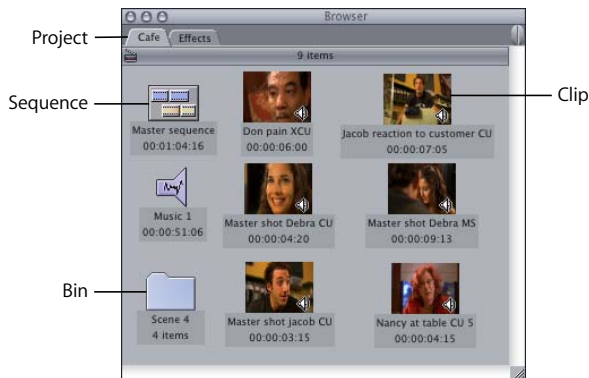 Browser
Project
Cafe
Effects
9 items
Sequence
Clip
Master sequence
00:01:04:16
Don pain XCU
00:00:06:00
Jacob reaction to customer CU
00:00:07:05
Music 1
00:00:51:06
Master shot Debra CU
00:00:04:20
Master shot Debra MS
00:00:09:13
Bin
Scene 4
4 items
Master shot jacob CU
00:00:03:15
Nancy at table CU 5
00:00:04:15